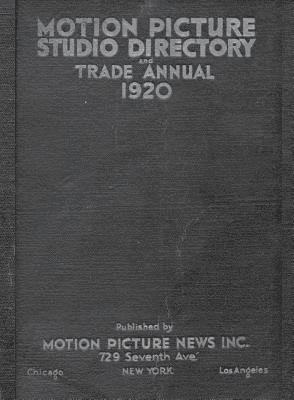 MOTION PICTURE
STUDIO DIRECTORY
and
TRADE ANNUAL
1920
Published by
MOTION PICTURE NEWS INC.
729 Seventh Ave'
Chicago NEW YORK Los Angeles